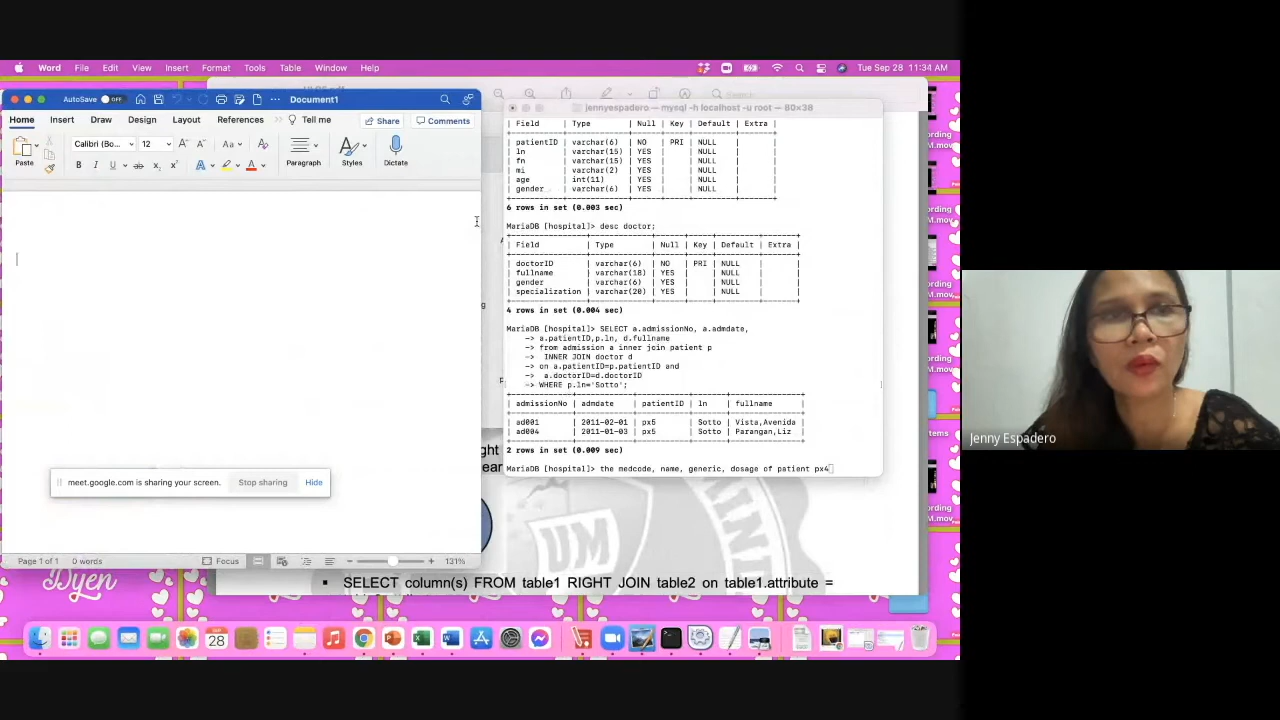 Word File Edit View Insert Format Tools Table Window Help
Tue Sep 28 11:34 AM
AutoSave OFF
Document1
Home Insert Draw Design Layout References Tell me
Share Comments
Paste
Calibri (Bo... 12
Paragraph Styles Dictate
meet.google.com is sharing your screen. Stop sharing Hide
Page 1 of 1 0 words Focus 131%
jennyespadero — mysql -h localhost -u root — 80×38
| Field | Type | Null | Key | Default | Extra |
| patientID | varchar(6) | NO | PRI | NULL | |
| ln | varchar(15) | YES | | NULL | |
| fn | varchar(15) | YES | | NULL | |
| mi | varchar(2) | YES | | NULL | |
| age | int(11) | YES | | NULL | |
| gender | varchar(6) | YES | | NULL | |
6 rows in set (0.003 sec)
MariaDB [hospital]> desc doctor;
| Field | Type | Null | Key | Default | Extra |
| doctorID | varchar(6) | NO | PRI | NULL | |
| fullname | varchar(18) | YES | | NULL | |
| gender | varchar(6) | YES | | NULL | |
| specialization | varchar(20) | YES | | NULL | |
4 rows in set (0.004 sec)
MariaDB [hospital]> SELECT a.admissionNo, a.admdate,
-> a.patientID,p.ln, d.fullname
-> from admission a inner join patient p
-> INNER JOIN doctor d
-> on a.patientID=p.patientID and
-> a.doctorID=d.doctorID
-> WHERE p.ln='Sotto';
| admissionNo | admdate | patientID | ln | fullname |
| ad001 | 2011-02-01 | px5 | Sotto | Vista,Avenida |
| ad004 | 2011-01-03 | px5 | Sotto | Parangan,Liz |
2 rows in set (0.009 sec)
MariaDB [hospital]> the medcode, name, generic, dosage of patient px4
UM
SELECT column(s) FROM table1 RIGHT JOIN table2 on table1.attribute =
Dyen
SEP
28
Jenny Espadero